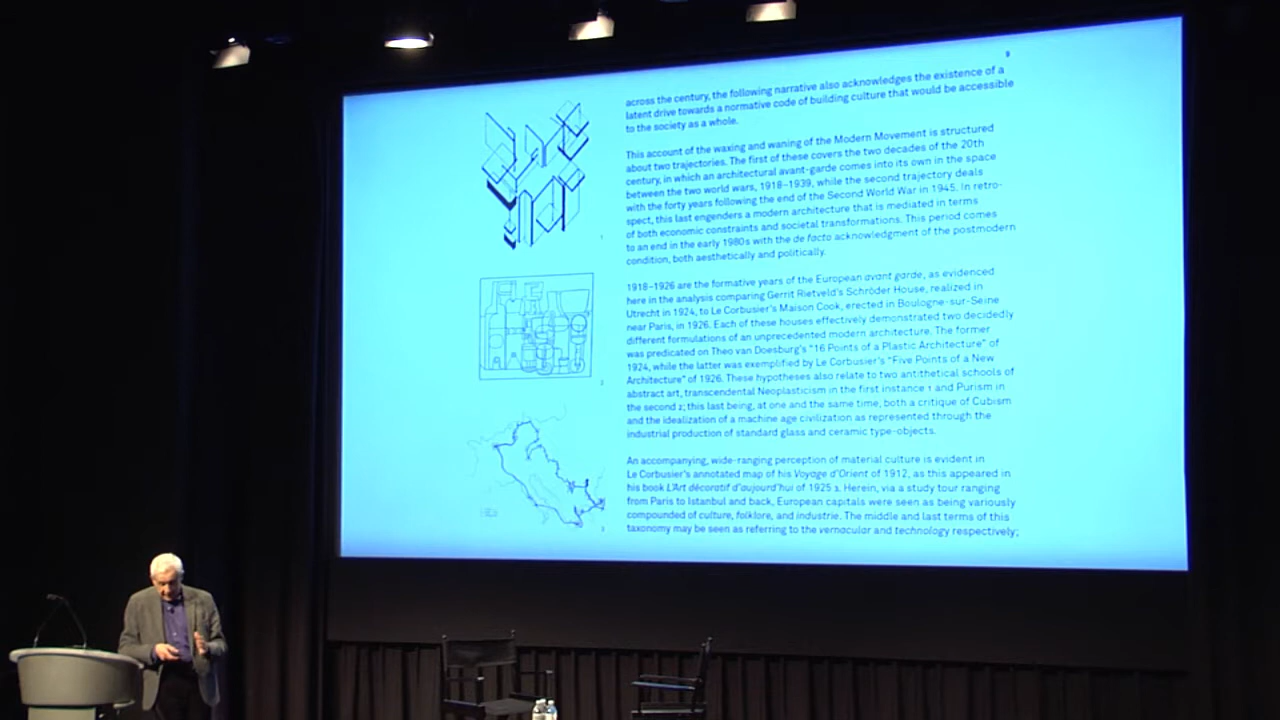 9
across the century, the following narrative also acknowledges the existence of a
latent drive towards a normative code of building culture that would be accessible
to the society as a whole.
This account of the waxing and waning of the Modern Movement is structured
about two trajectories. The first of these covers the two decades of the 20th
century, in which an architectural avant-garde comes into its own in the space
between the two world wars, 1918–1939, while the second trajectory deals
with the forty years following the end of the Second World War in 1945. In retro-
spect, this last engenders a modern architecture that is mediated in terms
of both economic constraints and societal transformations. This period comes
to an end in the early 1980s with the de facto acknowledgment of the postmodern
condition, both aesthetically and politically.
1918–1926 are the formative years of the European avant garde, as evidenced
here in the analysis comparing Gerrit Rietveld's Schröder House, realized in
Utrecht in 1924, to Le Corbusier's Maison Cook, erected in Boulogne-sur-Seine
near Paris, in 1926. Each of these houses effectively demonstrated two decidedly
different formulations of an unprecedented modern architecture. The former
was predicated on Theo van Doesburg's "16 Points of a Plastic Architecture" of
1924, while the latter was exemplified by Le Corbusier's "Five Points of a New
Architecture" of 1926. These hypotheses also relate to two antithetical schools of
abstract art, transcendental Neoplasticism in the first instance 1 and Purism in
the second 2; this last being, at one and the same time, both a critique of Cubism
and the idealization of a machine age civilization as represented through the
industrial production of standard glass and ceramic type-objects.
An accompanying, wide-ranging perception of material culture is evident in
Le Corbusier's annotated map of his Voyage d'Orient of 1912, as this appeared in
his book L'Art décoratif d'aujourd'hui of 1925 3. Herein, via a study tour ranging
from Paris to Istanbul and back, European capitals were seen as being variously
compounded of culture, folklore, and industrie. The middle and last terms of this
taxonomy may be seen as referring to the vernacular and technology respectively;
1
2
3